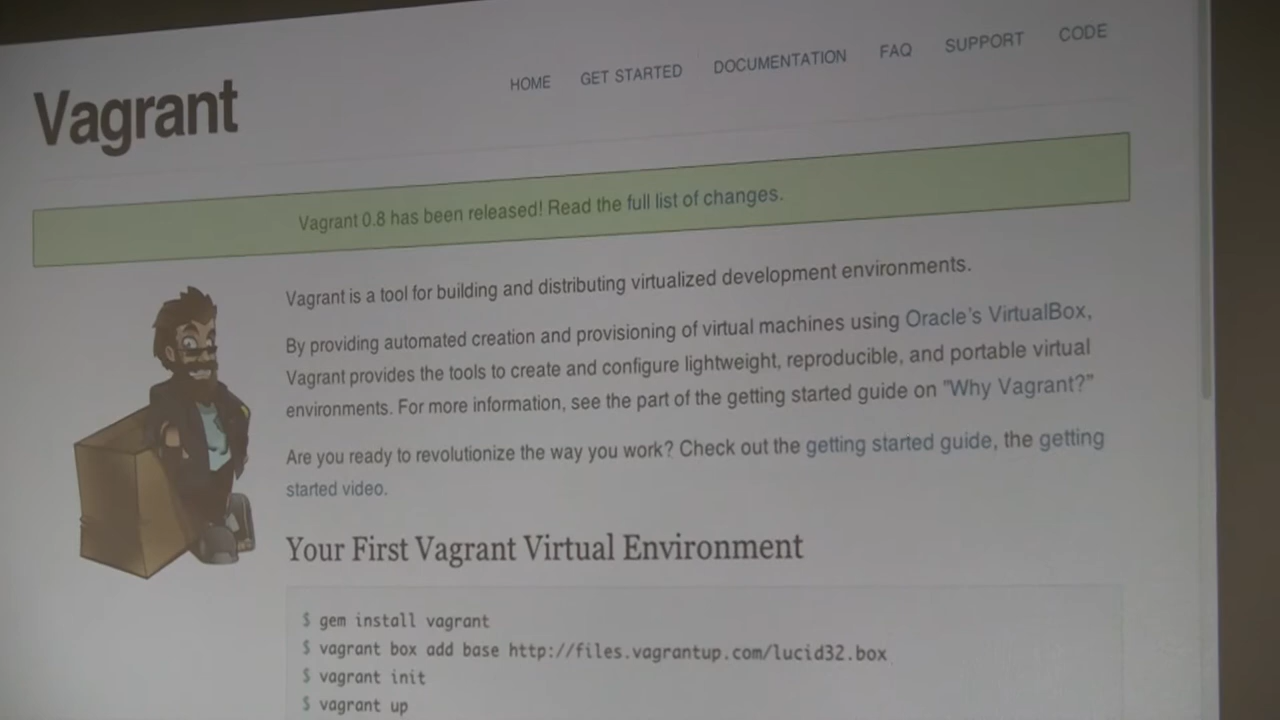 Vagrant
HOME GET STARTED DOCUMENTATION FAQ SUPPORT CODE
Vagrant 0.8 has been released! Read the full list of changes.
Vagrant is a tool for building and distributing virtualized development environments.
By providing automated creation and provisioning of virtual machines using Oracle's VirtualBox,
Vagrant provides the tools to create and configure lightweight, reproducible, and portable virtual
environments. For more information, see the part of the getting started guide on "Why Vagrant?"
Are you ready to revolutionize the way you work? Check out the getting started guide, the getting
started video.
Your First Vagrant Virtual Environment
$ gem install vagrant
$ vagrant box add base http://files.vagrantup.com/lucid32.box
$ vagrant init
$ vagrant up